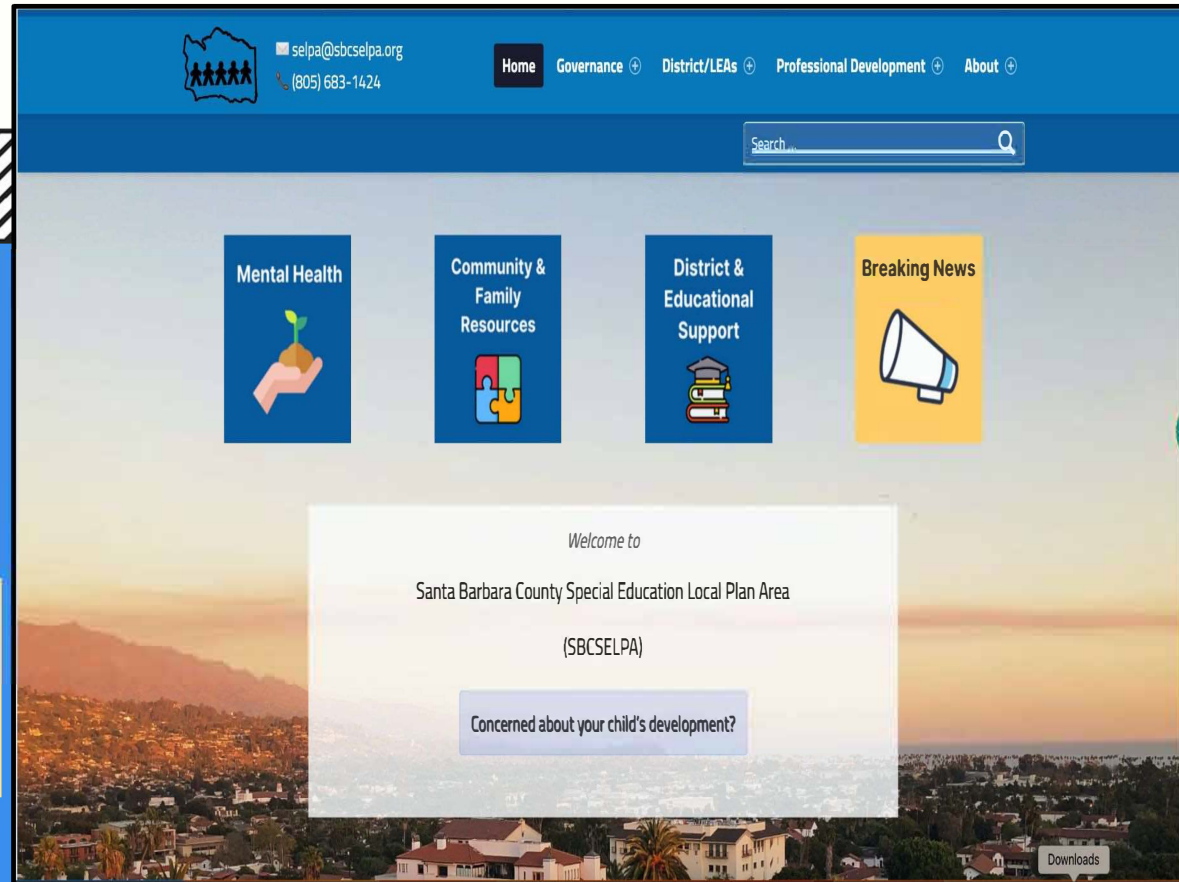 selpa@sbcselpa.org
(805) 683-1424
Home Governance District/LEAs Professional Development About
Search ...
Mental Health
Community &
Family
Resources
District &
Educational
Support
Breaking News
Welcome to
Santa Barbara County Special Education Local Plan Area
(SBCSELPA)
Concerned about your child's development?
Downloads